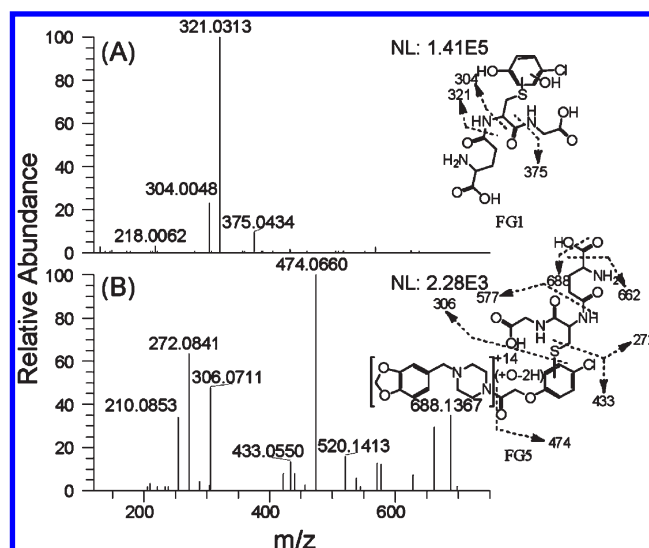 (A)
321.0313
NL: 1.41E5
304.0048
375.0434
218.0062
100
80
60
40
20
0
HO
Cl
OH
S
304
321
H
N
O
H
N
O
OH
O
H₂N
O
OH
375
FG1
Relative Abundance
(B)
474.0660
NL: 2.28E3
272.0841
306.0711
210.0853
433.0550
520.1413
688.1367
100
80
60
40
20
0
HO
O
688
NH2
662
577
O
306
O
NH
N
H
O
OH
S
Cl
433
+14
(+O-2H)
O
O
N
N
O
O
474
FG5
200
400
600
m/z